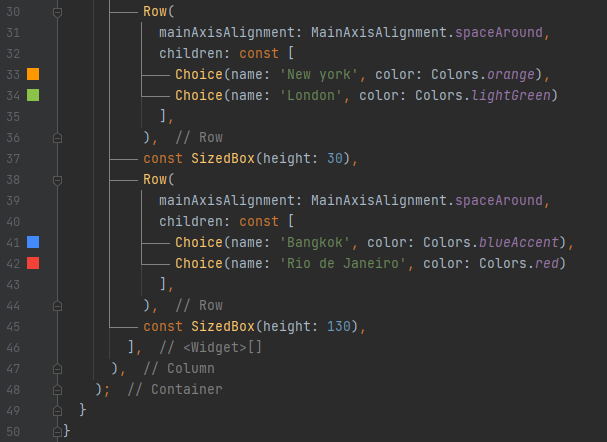 30 Row(
31 mainAxisAlignment: MainAxisAlignment.spaceAround,
32 children: const [
33 Choice(name: 'New york', color: Colors.orange),
34 Choice(name: 'London', color: Colors.lightGreen)
35 ],
36 ), // Row
37 const SizedBox(height: 30),
38 Row(
39 mainAxisAlignment: MainAxisAlignment.spaceAround,
40 children: const [
41 Choice(name: 'Bangkok', color: Colors.blueAccent),
42 Choice(name: 'Rio de Janeiro', color: Colors.red)
43 ],
44 ), // Row
45 const SizedBox(height: 130),
46 ], // <Widget>[]
47 ), // Column
48 ); // Container
49 }
50 }